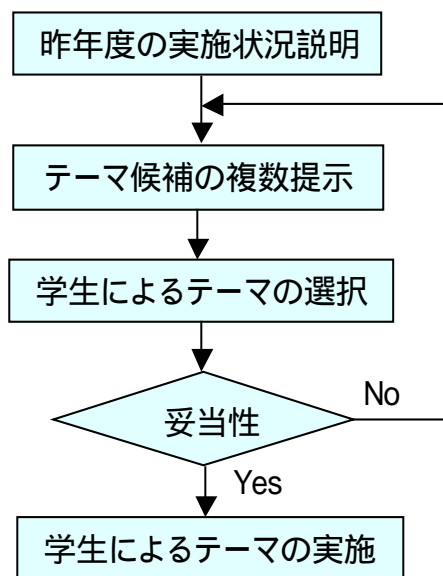 昨年度の実施状況説明
テーマ候補の複数提示
学生によるテーマの選択
妥当性
No
Yes
学生によるテーマの実施